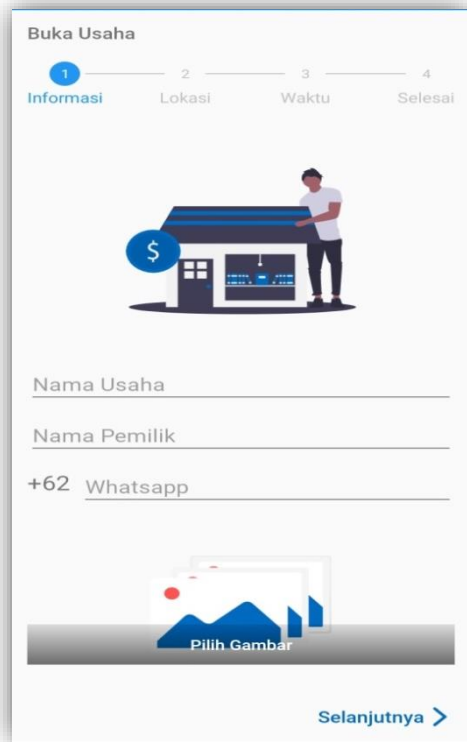 Buka Usaha
1 2 3 4
Informasi Lokasi Waktu Selesai
$
Nama Usaha
Nama Pemilik
+62 Whatsapp
Pilih Gambar
Selanjutnya